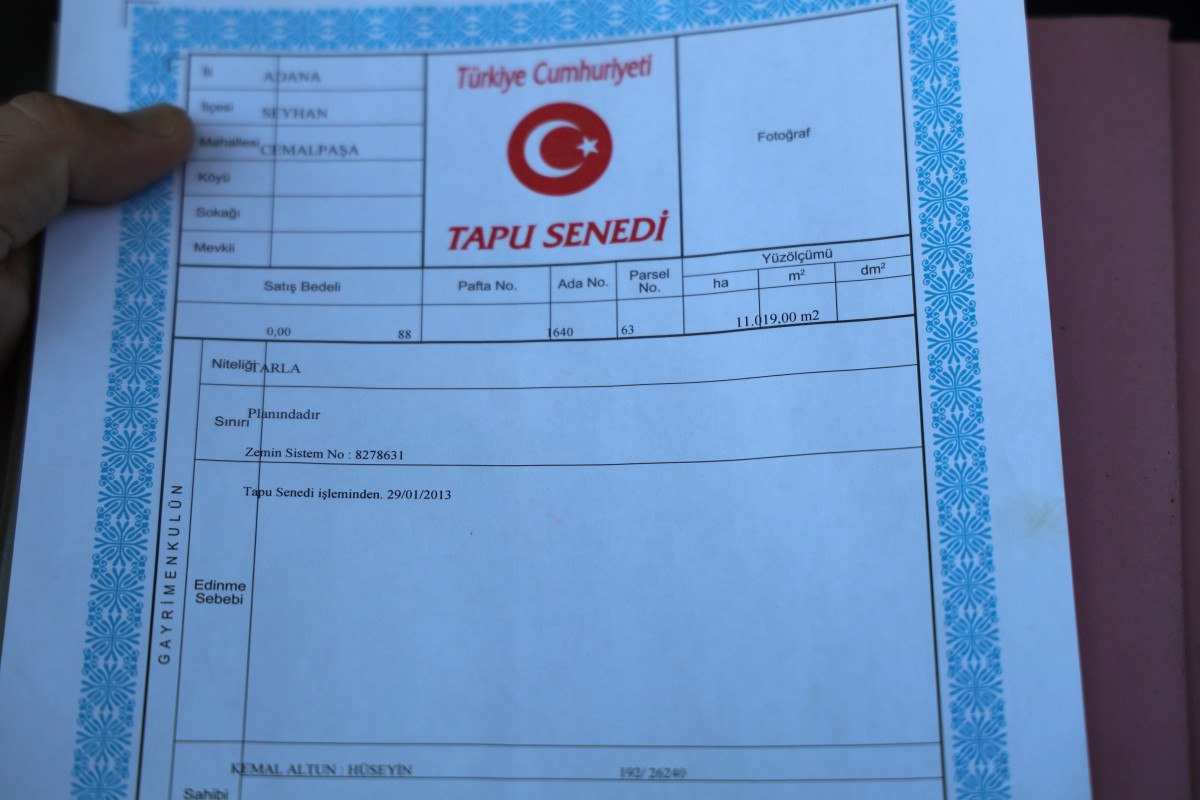 İli ADANA
İlçesi SEYHAN
Mahallesi CEMALPAŞA
Köyü
Sokağı
Mevkii
Türkiye Cumhuriyeti
TAPU SENEDİ
Fotoğraf
Satış Bedeli
Pafta No.
Ada No.
Parsel No.
Yüzölçümü
ha m² dm²
0,00 88 1640 63 11.019,00 m2
GAYRİMENKULÜN
Niteliği TARLA
Sınırı Planındadır
Zemin Sistem No : 8278631
Tapu Senedi işleminden. 29/01/2013
Edinme
Sebebi
KEMAL ALTUN : HÜSEYİN 192/ 26240
Sahibi